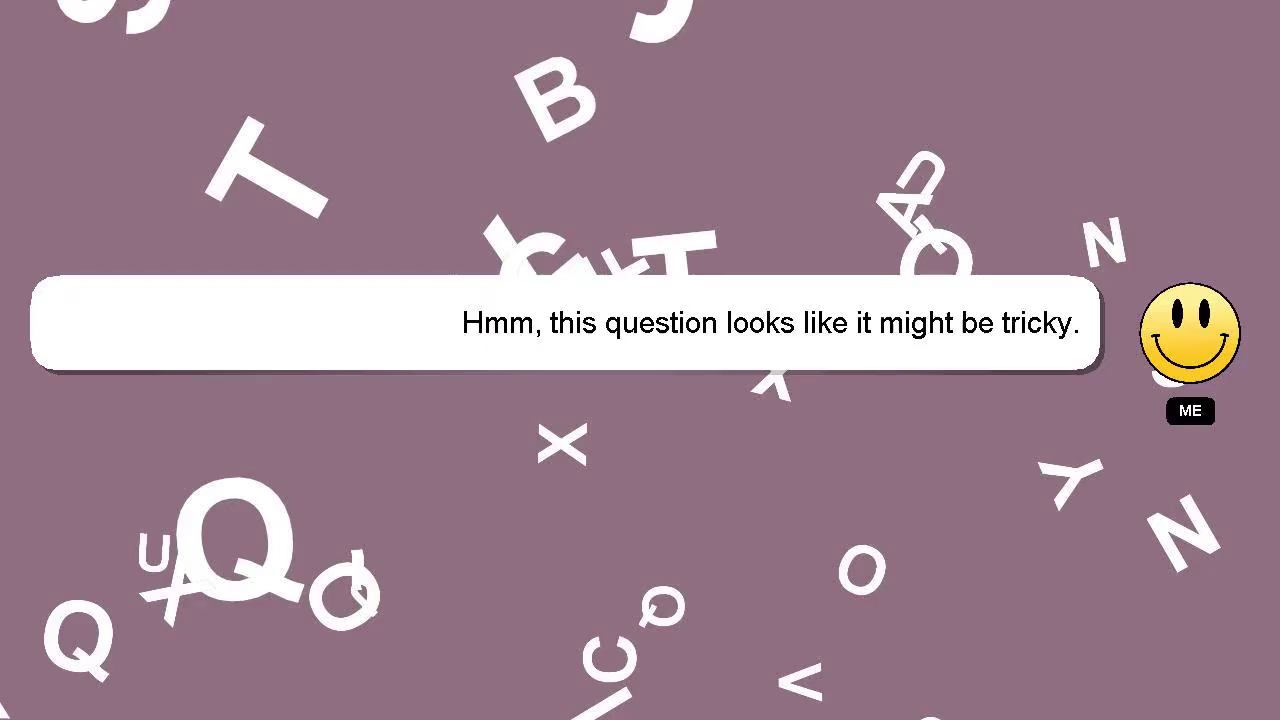 B
T
U
A
Q
N
T
Hmm, this question looks like it might be tricky.
ME
X
Y
N
Q
U
O
Q
Q
Q
C
V